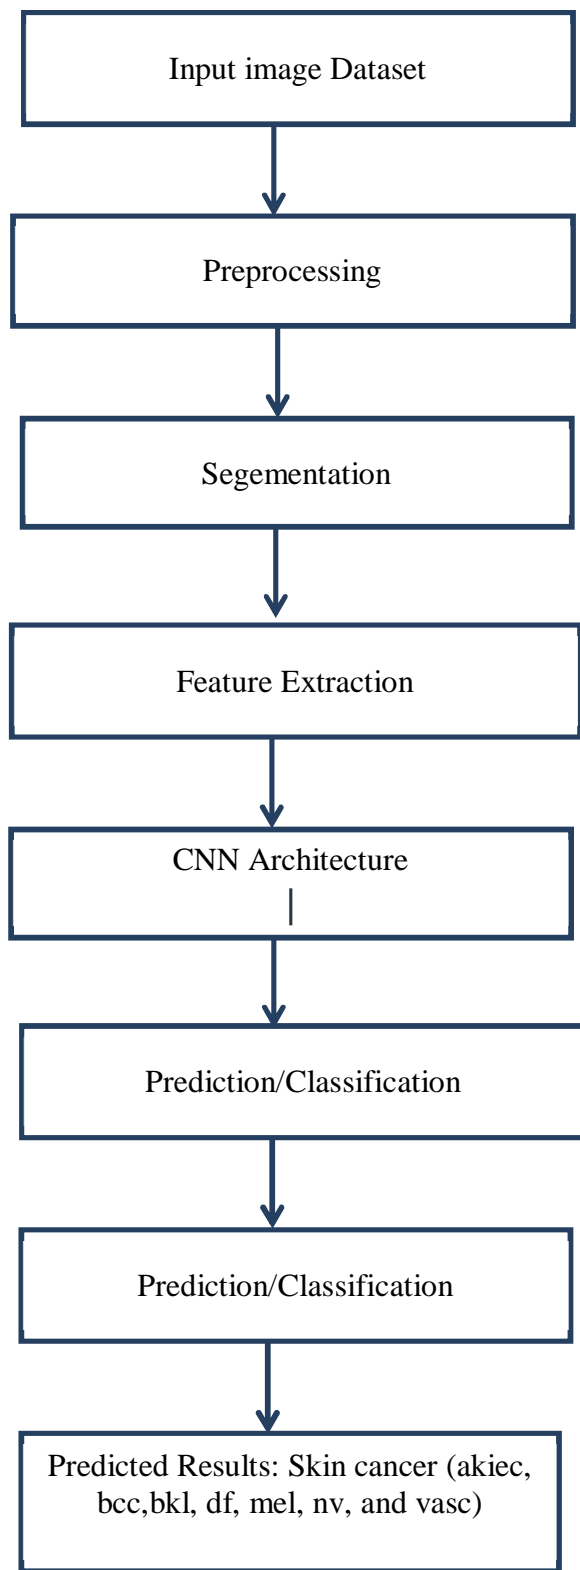 Input image Dataset
Preprocessing
Segementation
Feature Extraction
CNN Architecture
Prediction/Classification
Prediction/Classification
Predicted Results: Skin cancer (akiec,
bcc,bkl, df, mel, nv, and vasc)